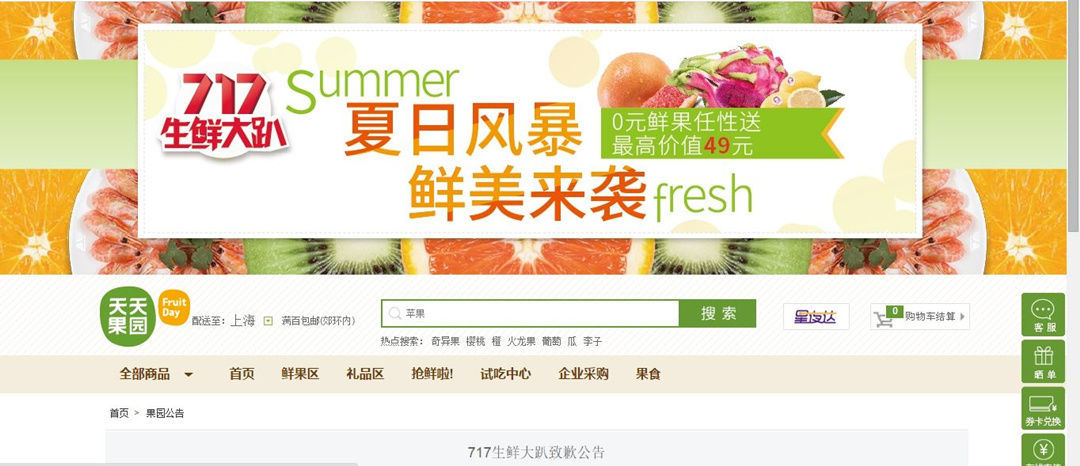 717
生鲜大趴
Summer
夏日风暴
鲜美来袭
fresh
0元鲜果任性送
最高价值49元
天天
果园
Fruit
Day
配送至：上海 满百包邮(郊环内)
苹果
搜 索
星夜达
0
购物车结算
热点搜索： 奇异果 樱桃 橙 火龙果 葡萄 瓜 李子
全部商品 首页 鲜果区 礼品区 抢鲜啦! 试吃中心 企业采购 果食
首页 > 果园公告
717生鲜大趴致歉公告
客 服
晒 单
券卡兑换